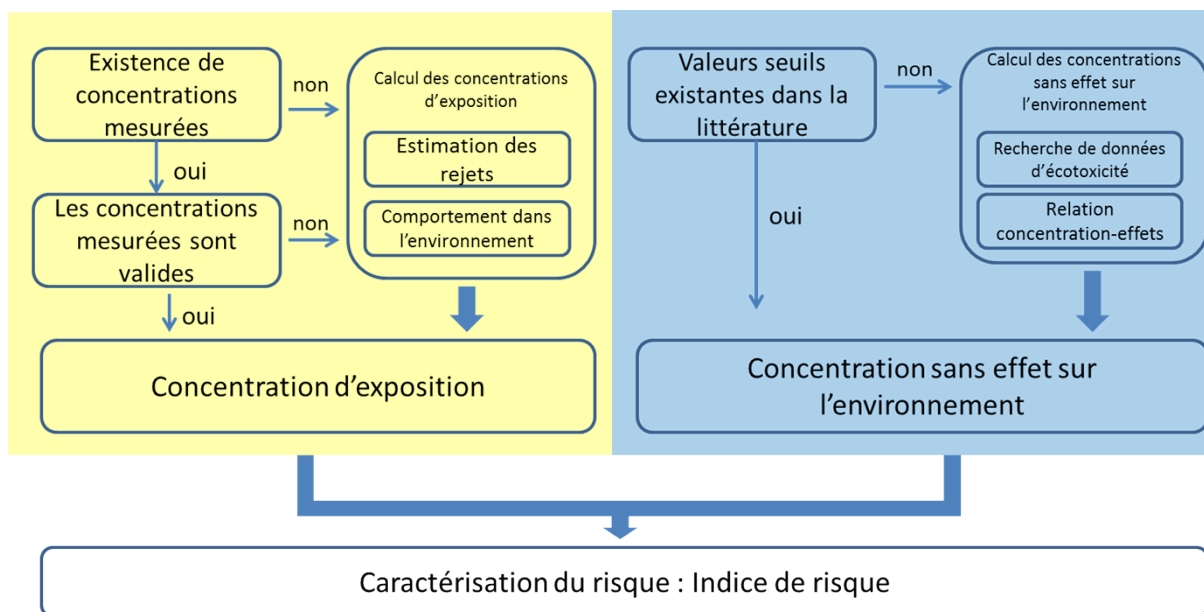 Existence de
concentrations
mesurées
non
Calcul des concentrations
d'exposition
Estimation des
rejets
Comportement dans
l'environnement
oui
Les concentrations
mesurées sont
valides
non
oui
Concentration d'exposition
Valeurs seuils
existantes dans la
littérature
non
Calcul des concentrations
sans effet sur
l'environnement
Recherche de données
d'écotoxicité
Relation
concentration-effets
oui
Concentration sans effet sur
l'environnement
Caractérisation du risque : Indice de risque